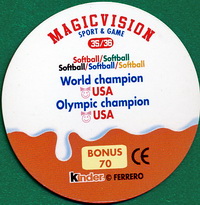 MAGICVISION
SPORT & GAME
35/36
Softball/Softball
Softball/Softball/Softball
World champion
USA
Olympic champion
USA
BONUS
70
CE
Kinder © FERRERO